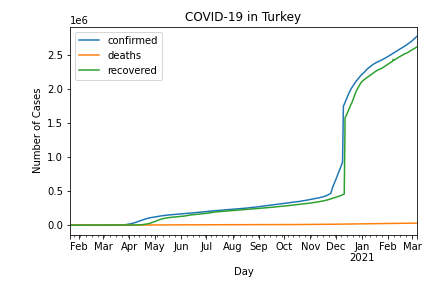 COVID-19 in Turkey
1e6
confirmed
deaths
recovered
2.5
2.0
1.5
1.0
0.5
0.0
Number of Cases
Feb Mar Apr May Jun Jul Aug Sep Oct Nov Dec Jan Feb Mar
2021
Day